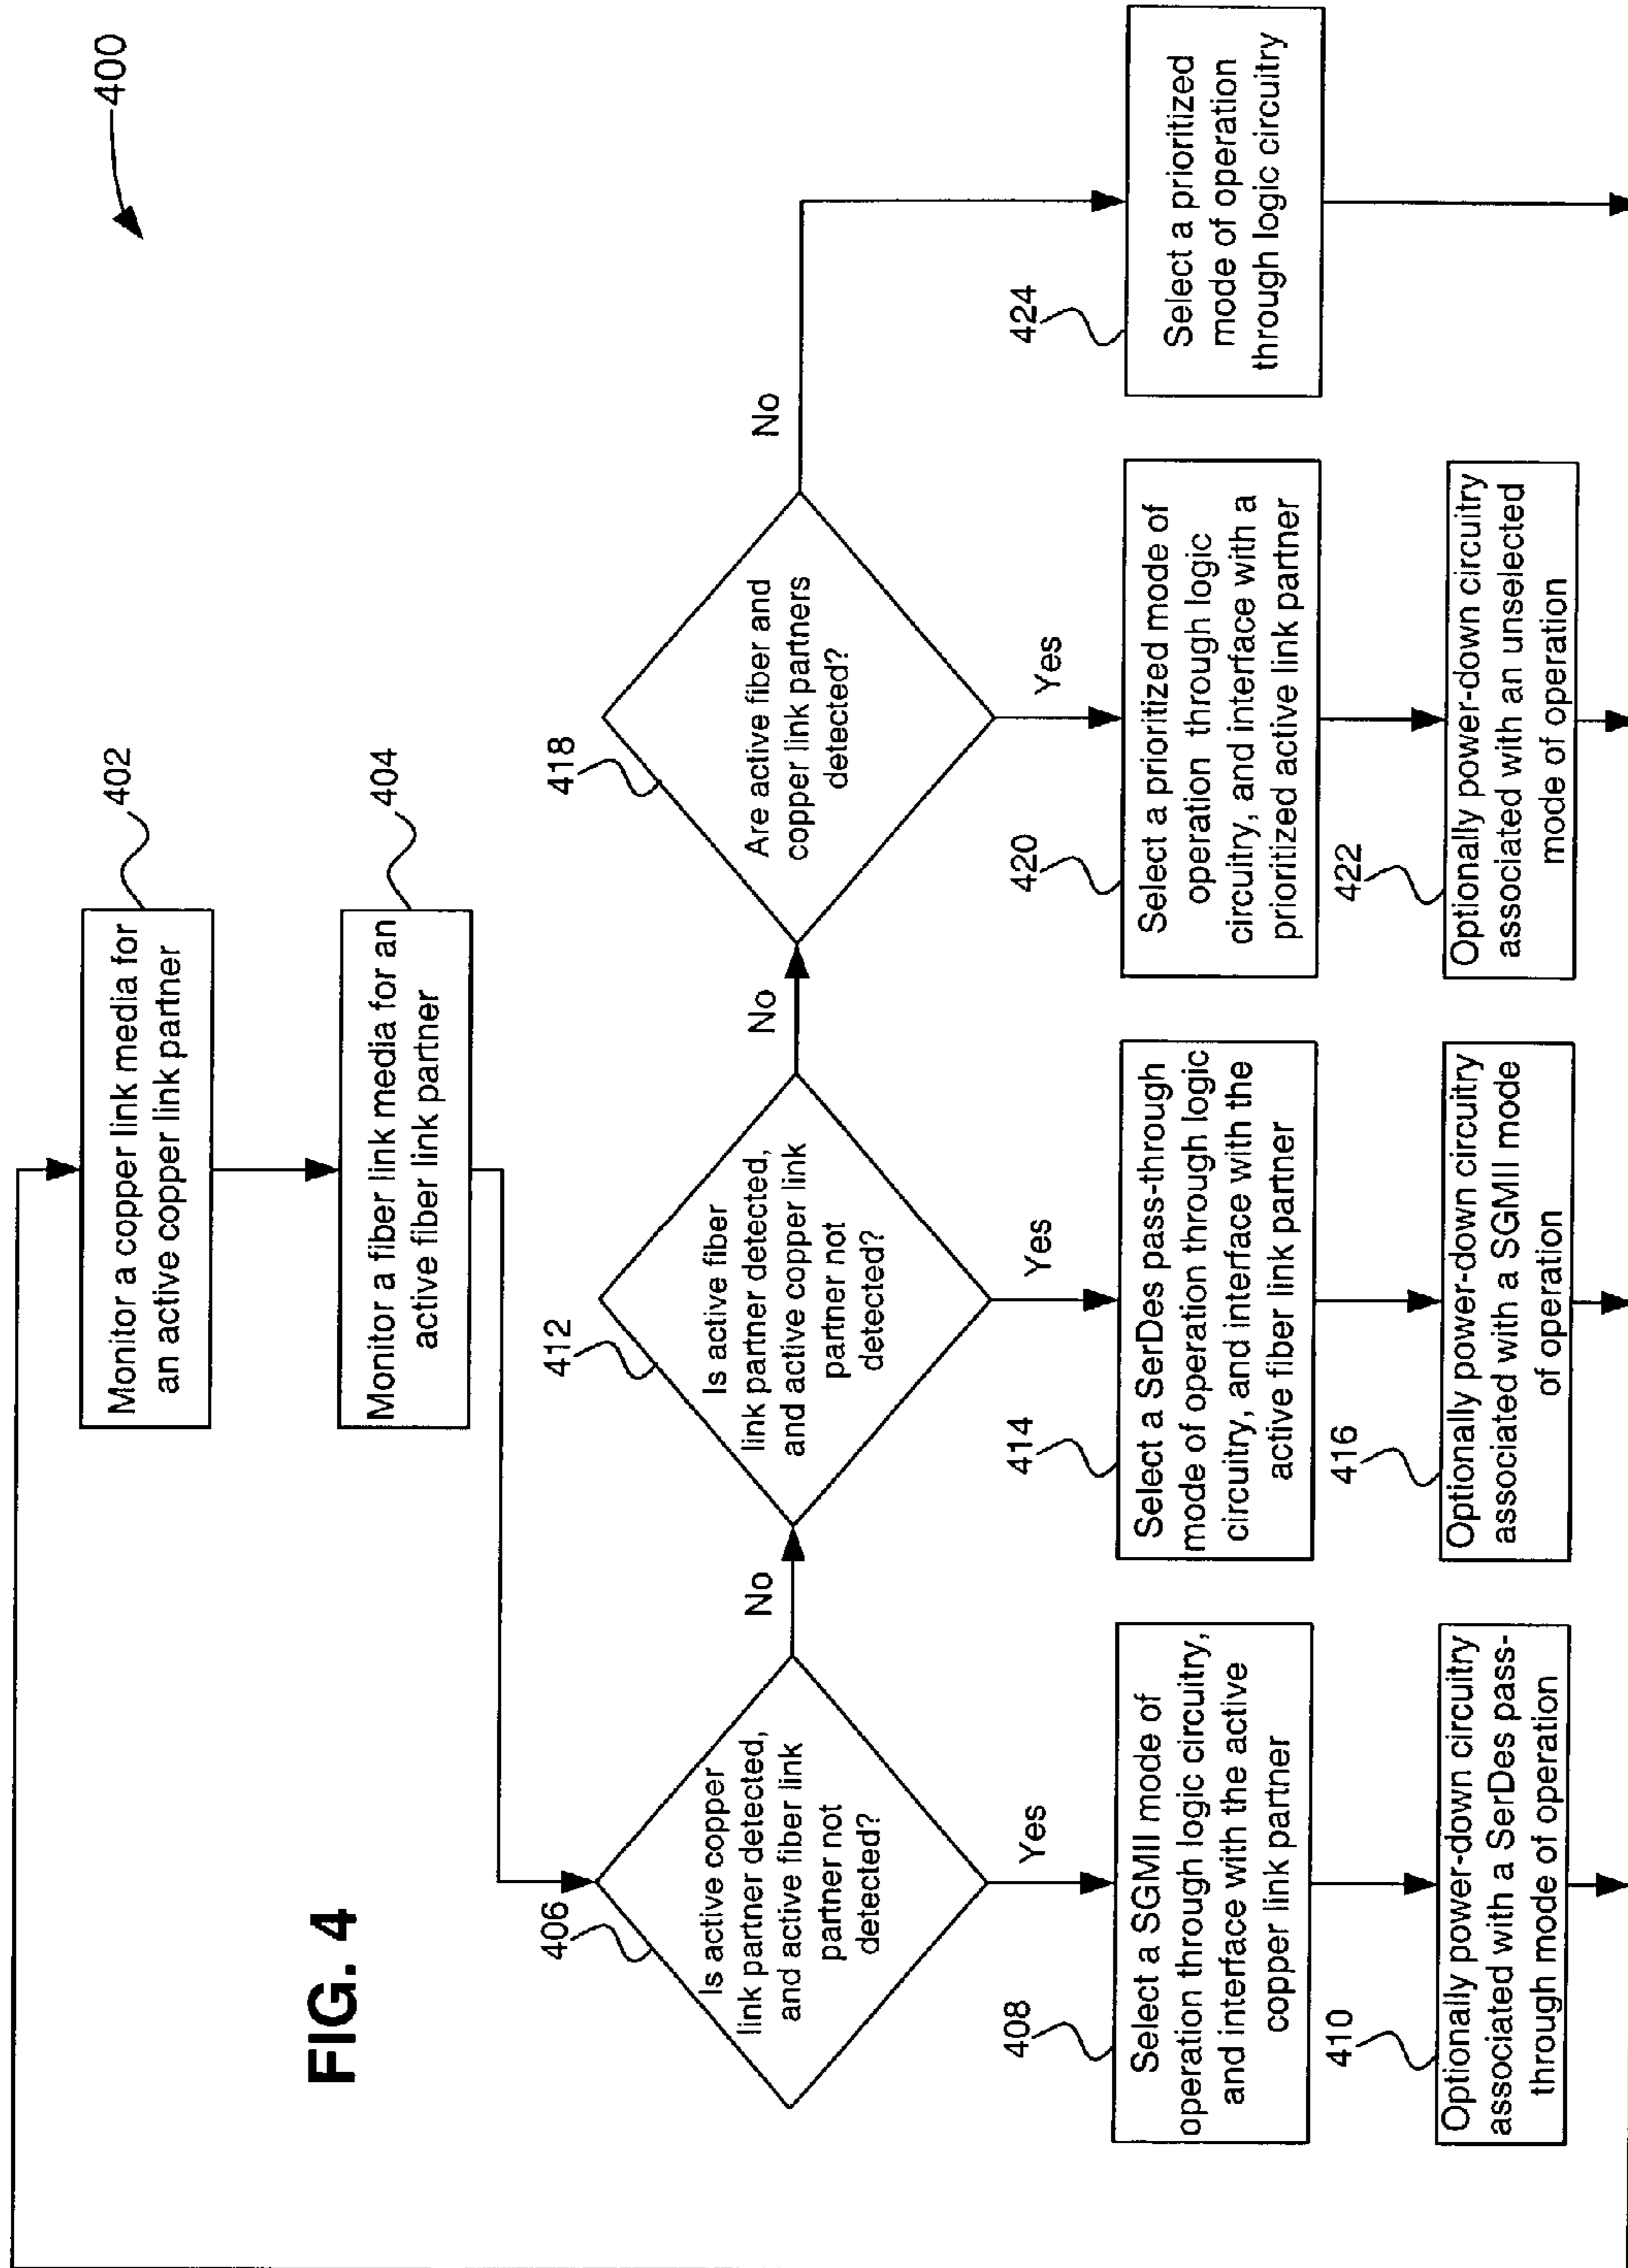 400
Monitor a copper link media for
an active copper link partner
402
Monitor a fiber link media for an
active fiber link partner
404
FIG. 4
406
Is active copper
link partner detected,
and active fiber link
partner not
detected?
No
Yes
412
Is active fiber
link partner detected,
and active copper link
partner not
detected?
No
Yes
418
Are active fiber and
copper link partners
detected?
No
Yes
408
Select a SGMII mode of
operation through logic circuitry,
and interface with the active
copper link partner
414
Select a SerDes pass-through
mode of operation through logic
circuitry, and interface with the
active fiber link partner
420
Select a prioritized mode of
operation through logic
circuitry, and interface with a
prioritized active link partner
424
Select a prioritized
mode of operation
through logic circuitry
410
Optionally power-down circuitry
associated with a SerDes pass-
through mode of operation
416
Optionally power-down circuitry
associated with a SGMII mode
of operation
422
Optionally power-down circuitry
associated with an unselected
mode of operation